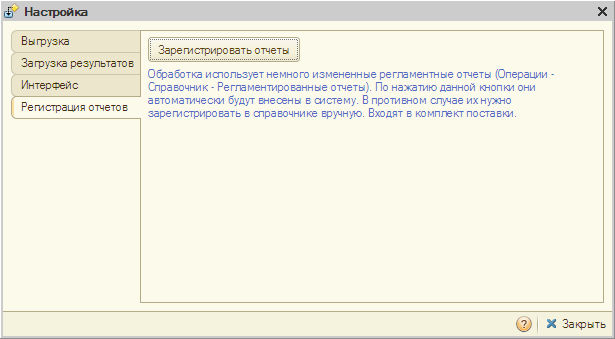 Настройка
Выгрузка
Загрузка результатов
Интерфейс
Регистрация отчетов
Зарегистрировать отчеты
Обработка использует немного измененные регламентные отчеты (Операции -
Справочник - Регламентированные отчеты). По нажатию данной кнопки они
автоматически будут внесены в систему. В противном случае их нужно
зарегистрировать в справочнике вручную. Входят в комплект поставки.
? Закрыть